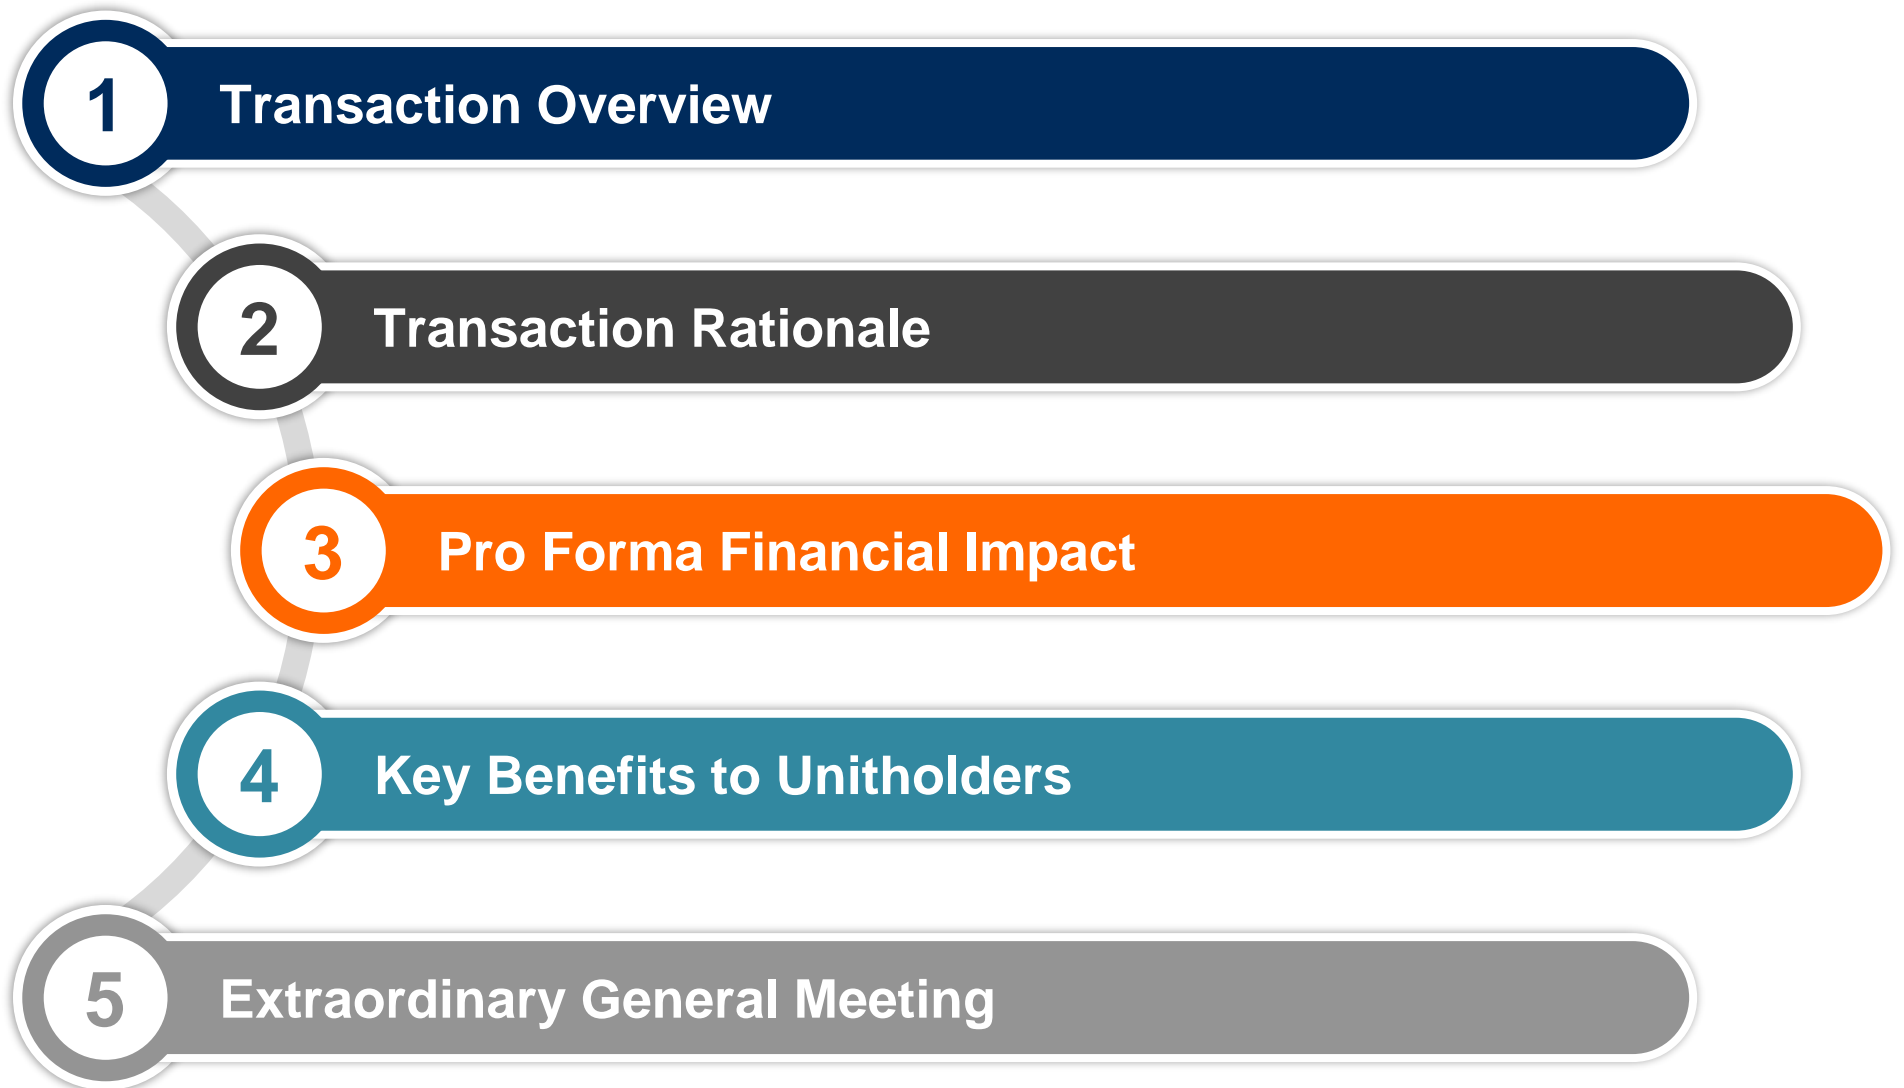 1 Transaction Overview
2 Transaction Rationale
3 Pro Forma Financial Impact
4 Key Benefits to Unitholders
5 Extraordinary General Meeting